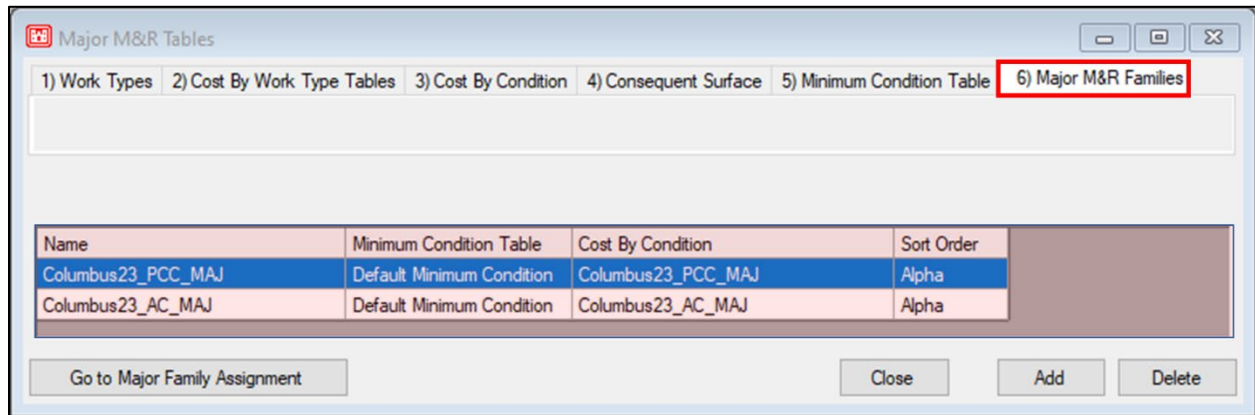 Major M&R Tables
1) Work Types 2) Cost By Work Type Tables 3) Cost By Condition 4) Consequent Surface 5) Minimum Condition Table 6) Major M&R Families
Name Minimum Condition Table Cost By Condition Sort Order
Columbus23_PCC_MAJ Default Minimum Condition Columbus23_PCC_MAJ Alpha
Columbus23_AC_MAJ Default Minimum Condition Columbus23_AC_MAJ Alpha
Go to Major Family Assignment Close Add Delete